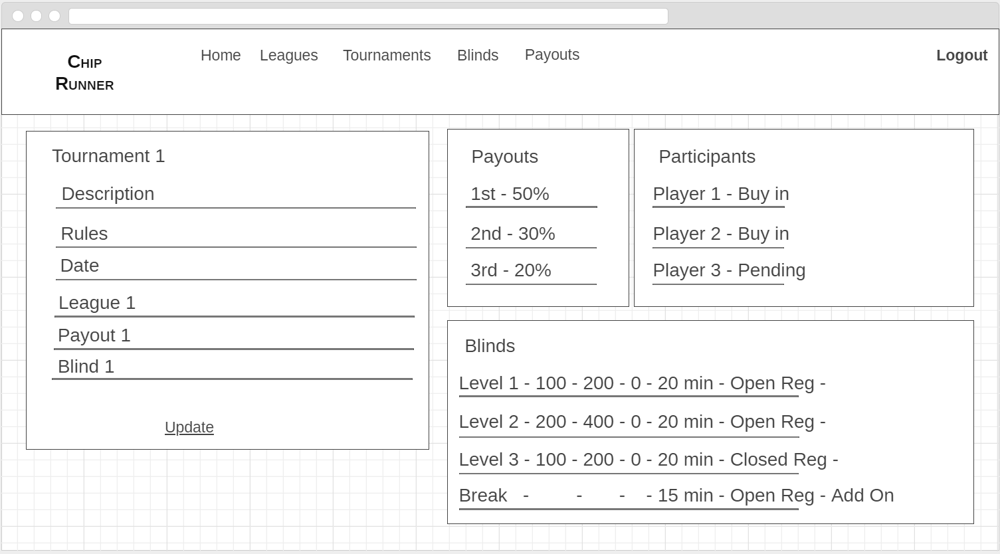 CHIP
RUNNER
Home Leagues Tournaments Blinds Payouts Logout
Tournament 1
Description
Rules
Date
League 1
Payout 1
Blind 1
Update
Payouts
1st - 50%
2nd - 30%
3rd - 20%
Participants
Player 1 - Buy in
Player 2 - Buy in
Player 3 - Pending
Blinds
Level 1 - 100 - 200 - 0 - 20 min - Open Reg -
Level 2 - 200 - 400 - 0 - 20 min - Open Reg -
Level 3 - 100 - 200 - 0 - 20 min - Closed Reg -
Break - - - - 15 min - Open Reg - Add On